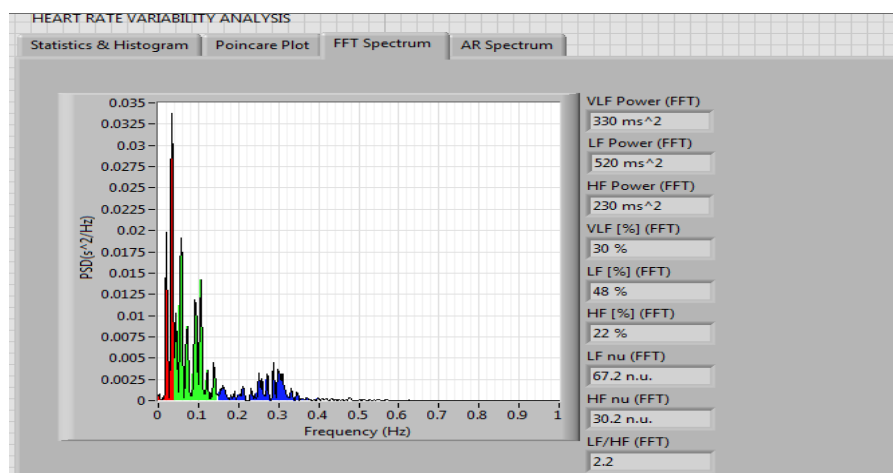 HEART RATE VARIABILITY ANALYSIS
Statistics & Histogram
Poincare Plot
FFT Spectrum
AR Spectrum
0.035
0.0325
0.03
0.0275
0.025
0.0225
0.02
0.0175
0.015
0.0125
0.01
0.0075
0.005
0.0025
0
PSD(s^2/Hz)
0 0.1 0.2 0.3 0.4 0.5 0.6 0.7 0.8 0.9 1
Frequency (Hz)
VLF Power (FFT)
330 ms^2
LF Power (FFT)
520 ms^2
HF Power (FFT)
230 ms^2
VLF [%] (FFT)
30 %
LF [%] (FFT)
48 %
HF [%] (FFT)
22 %
LF nu (FFT)
67.2 n.u.
HF nu (FFT)
30.2 n.u.
LF/HF (FFT)
2.2